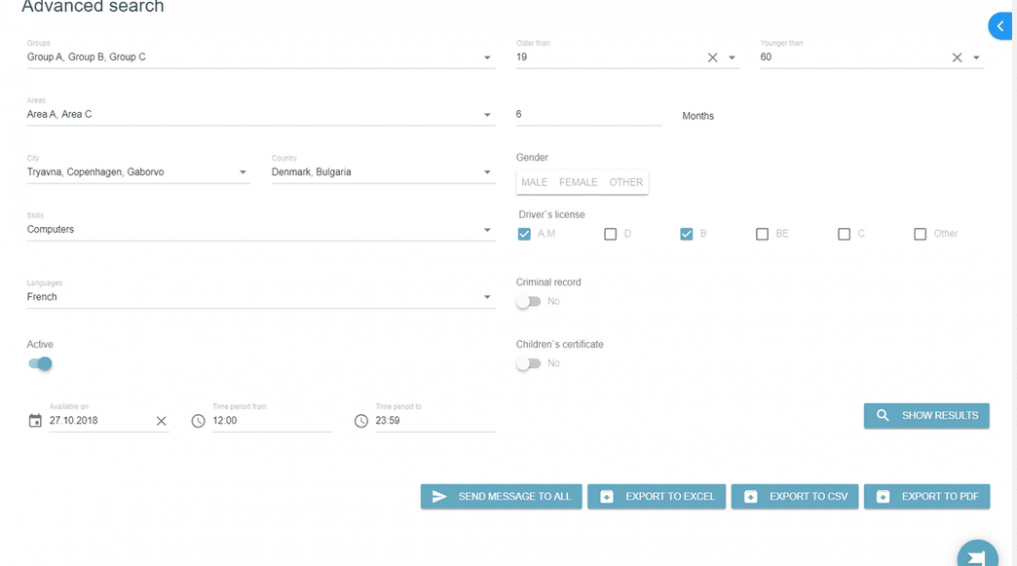 Advanced search
Groups
Group A, Group B, Group C
Older than
19
Younger than
60
Areas
Area A, Area C
6
Months
City
Tryavna, Copenhagen, Gaborvo
Country
Denmark, Bulgaria
Gender
MALE FEMALE OTHER
Skills
Computers
Driver`s license
A,M
D
B
BE
C
Other
Languages
French
Criminal record
No
Active
Children`s certificate
No
Available on
27.10.2018
Time period from
12:00
Time period to
23:59
SHOW RESULTS
SEND MESSAGE TO ALL
EXPORT TO EXCEL
EXPORT TO CSV
EXPORT TO PDF